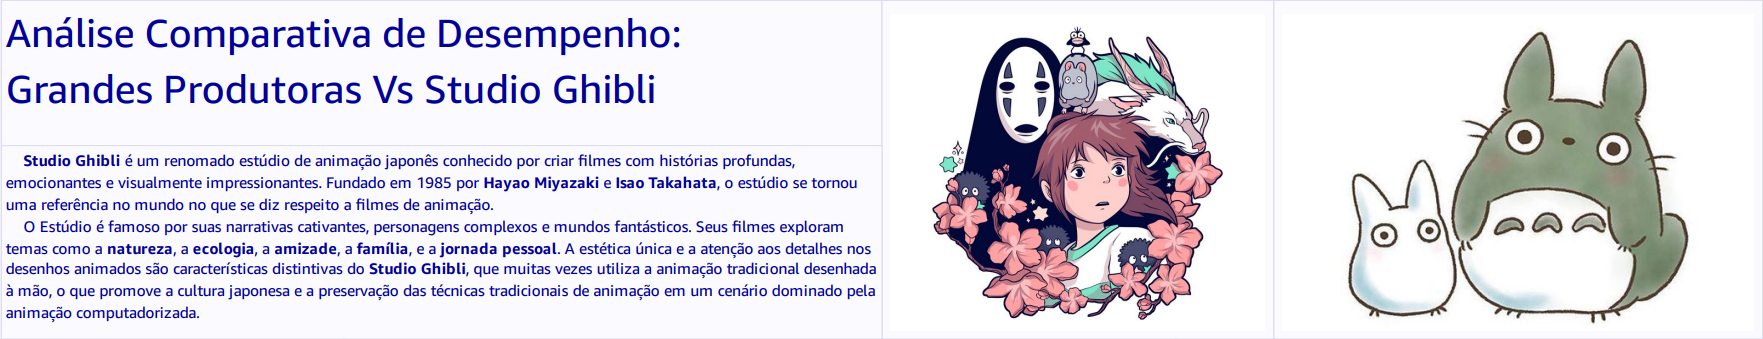 Análise Comparativa de Desempenho:
Grandes Produtoras Vs Studio Ghibli
Studio Ghibli é um renomado estúdio de animação japonês conhecido por criar filmes com histórias profundas,
emocionantes e visualmente impressionantes. Fundado em 1985 por Hayao Miyazaki e Isao Takahata, o estúdio se tornou
uma referência no mundo no que se diz respeito a filmes de animação.
O Estúdio é famoso por suas narrativas cativantes, personagens complexos e mundos fantásticos. Seus filmes exploram
temas como a natureza, a ecologia, a amizade, a família, e a jornada pessoal. A estética única e a atenção aos detalhes nos
desenhos animados são características distintivas do Studio Ghibli, que muitas vezes utiliza a animação tradicional desenhada
à mão, o que promove a cultura japonesa e a preservação das técnicas tradicionais de animação em um cenário dominado pela
animação computadorizada.